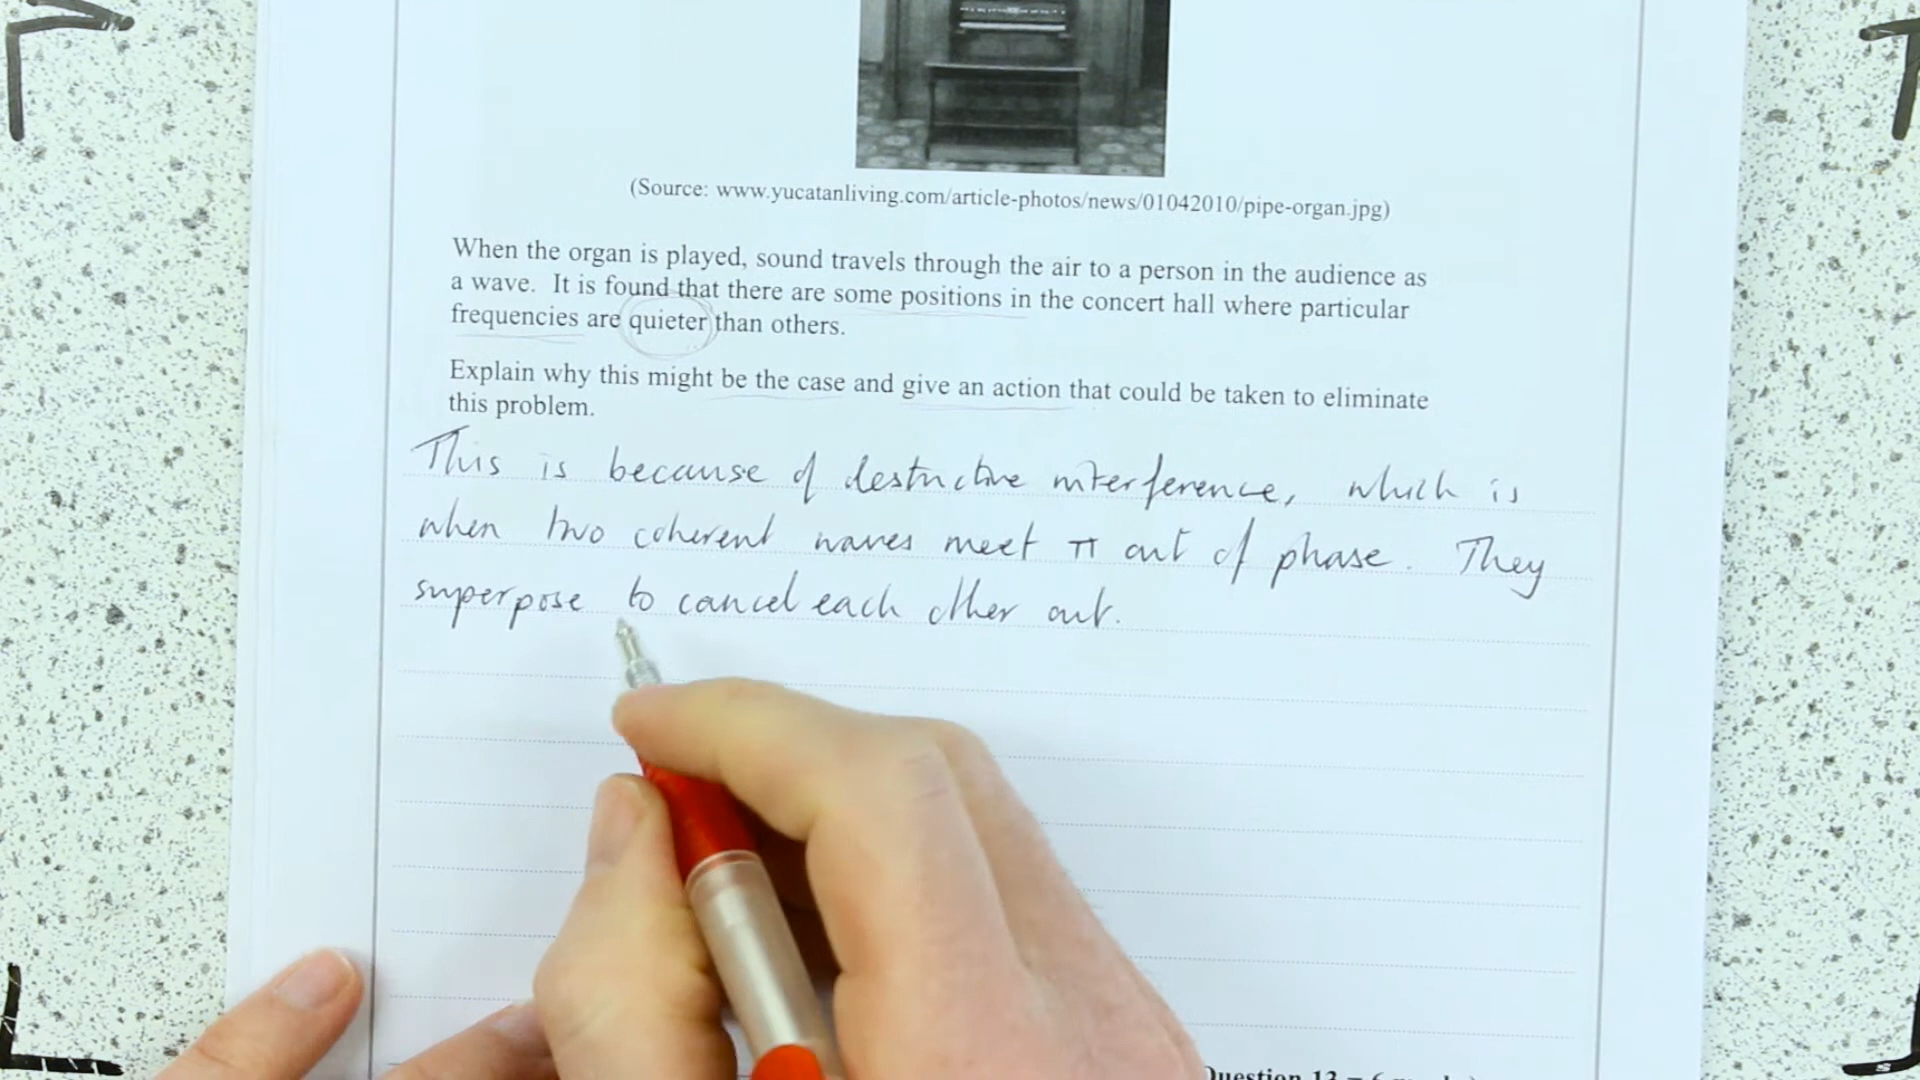 (Source: www.yucatanliving.com/article-photos/news/01042010/pipe-organ.jpg)
When the organ is played, sound travels through the air to a person in the audience as
a wave. It is found that there are some positions in the concert hall where particular
frequencies are quieter than others.
Explain why this might be the case and give an action that could be taken to eliminate
this problem.
This is because of destructive interference, which is
when two coherent waves meet π out of phase. They
superpose to cancel each other out.
Question 13 = 6